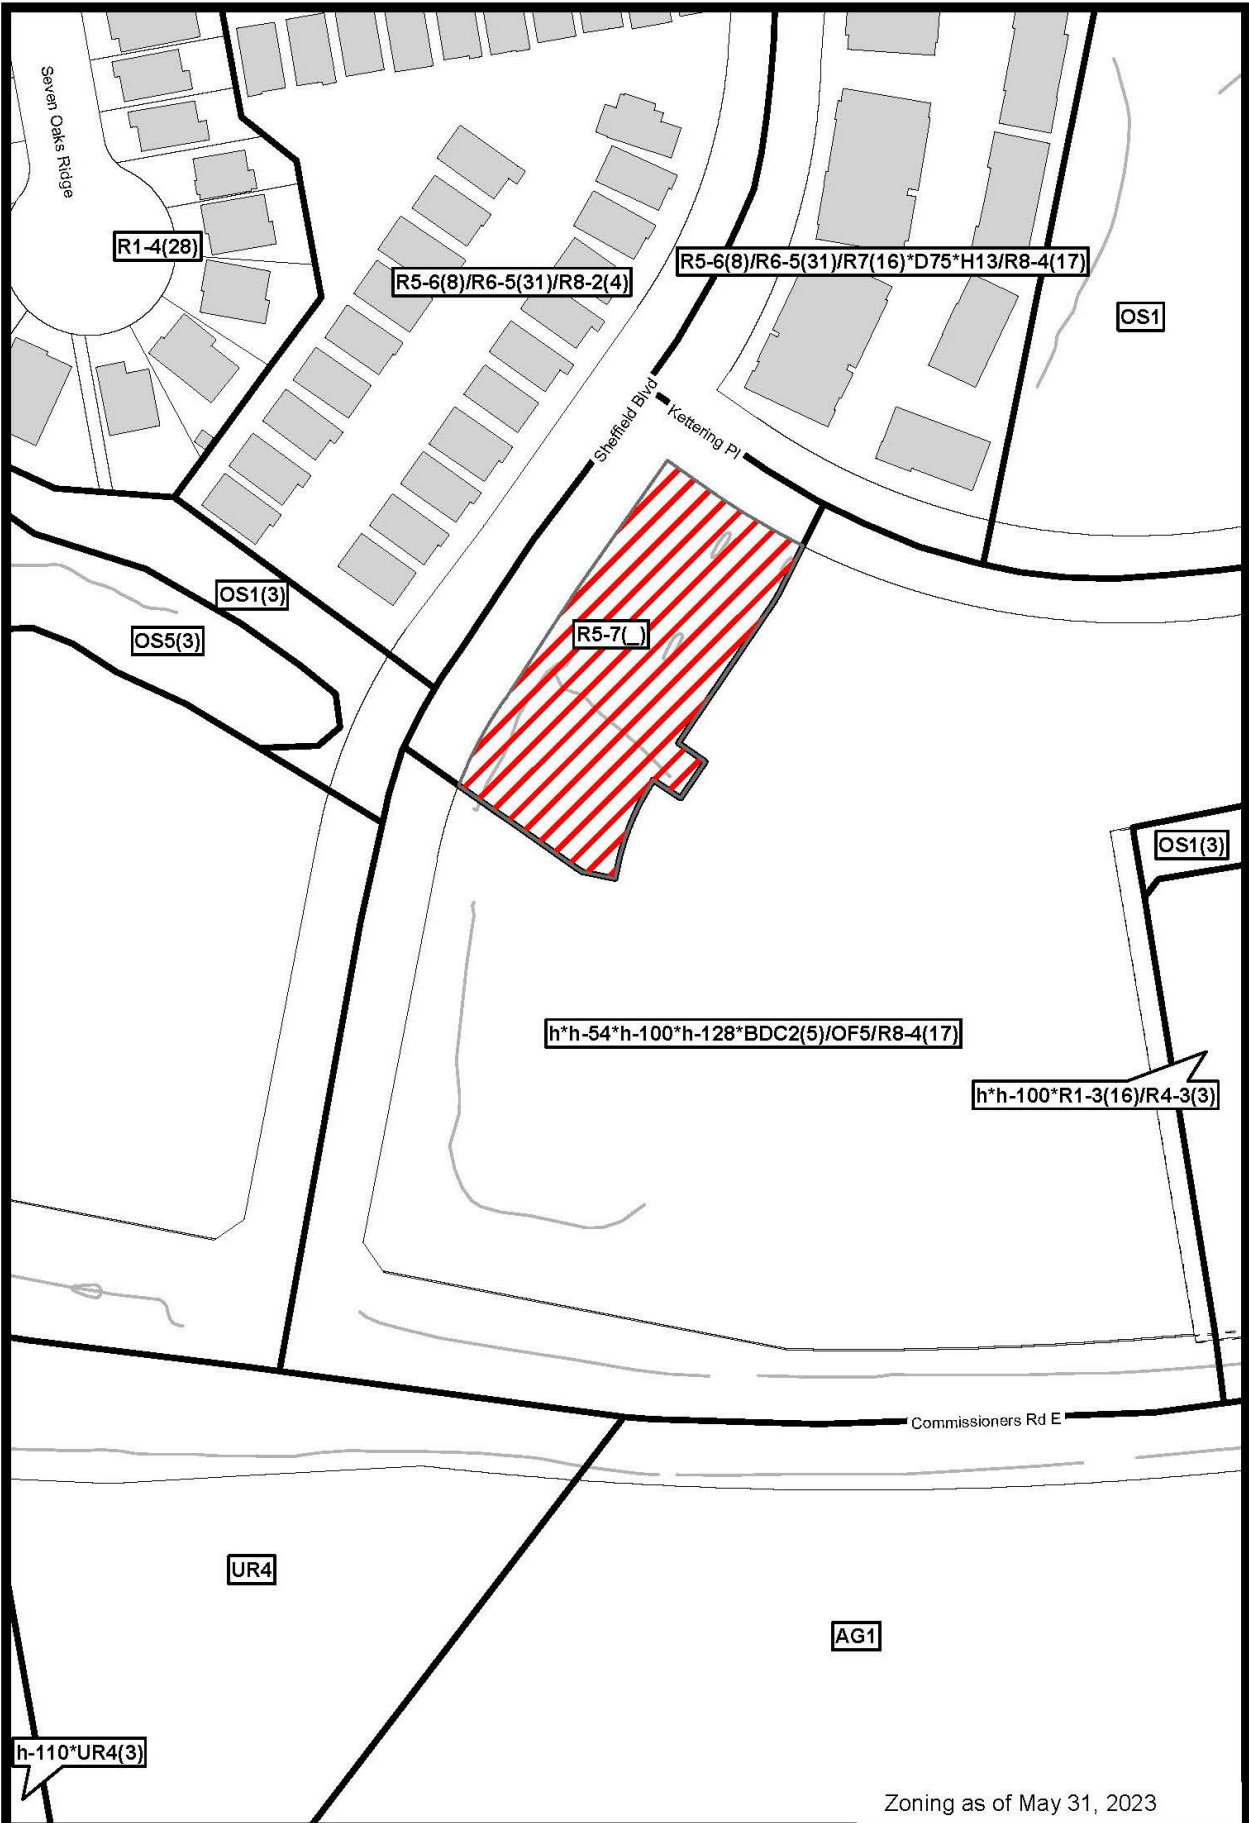 Seven Oaks Ridge
R1-4(28)
R5-6(8)/R6-5(31)/R8-2(4)
R5-6(8)/R6-5(31)/R7(16)*D75*H13/R8-4(17)
OS1
Sheffield Blvd
Kettering Pl
OS1(3)
OS5(3)
R5-7(_)
OS1(3)
h*h-54*h-100*h-128*BDC2(5)/OF5/R8-4(17)
h*h-100*R1-3(16)/R4-3(3)
Commissioners Rd E
UR4
AG1
h-110*UR4(3)
Zoning as of May 31, 2023